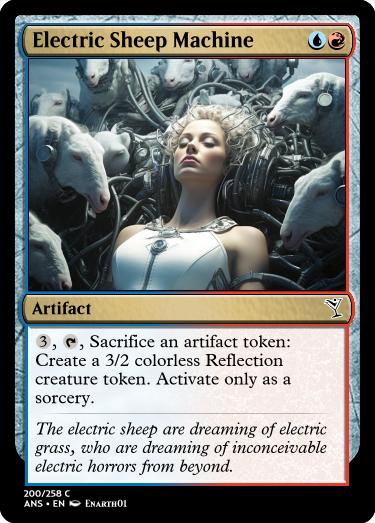 Electric Sheep Machine
Artifact
3, Sacrifice an artifact token:
Create a 3/2 colorless Reflection
creature token. Activate only as a
sorcery.
The electric sheep are dreaming of electric
grass, who are dreaming of inconceivable
electric horrors from beyond.
200/258 C
ANS • EN Enarth01